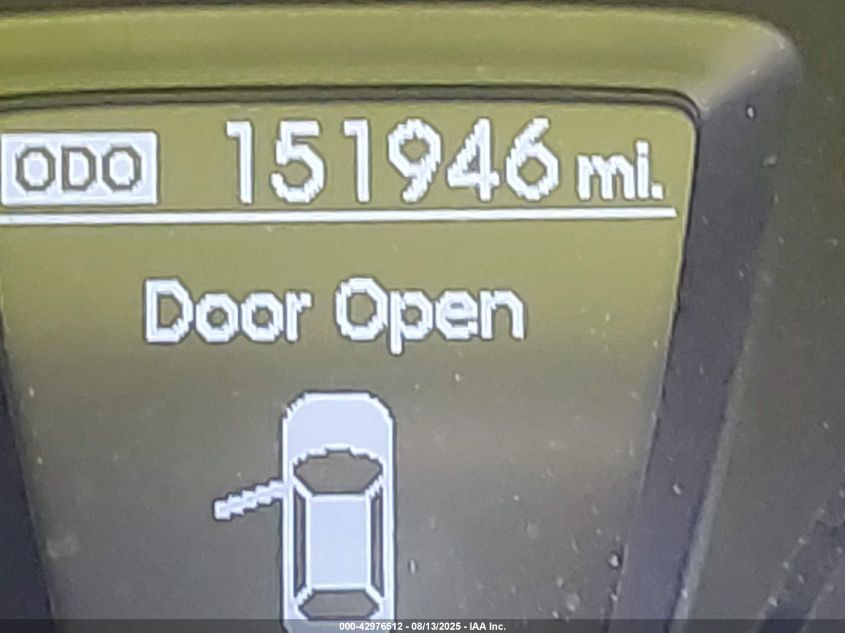 ODO 151946 mi.
Door Open
000-42976512 - 08/13/2025 - IAA Inc.